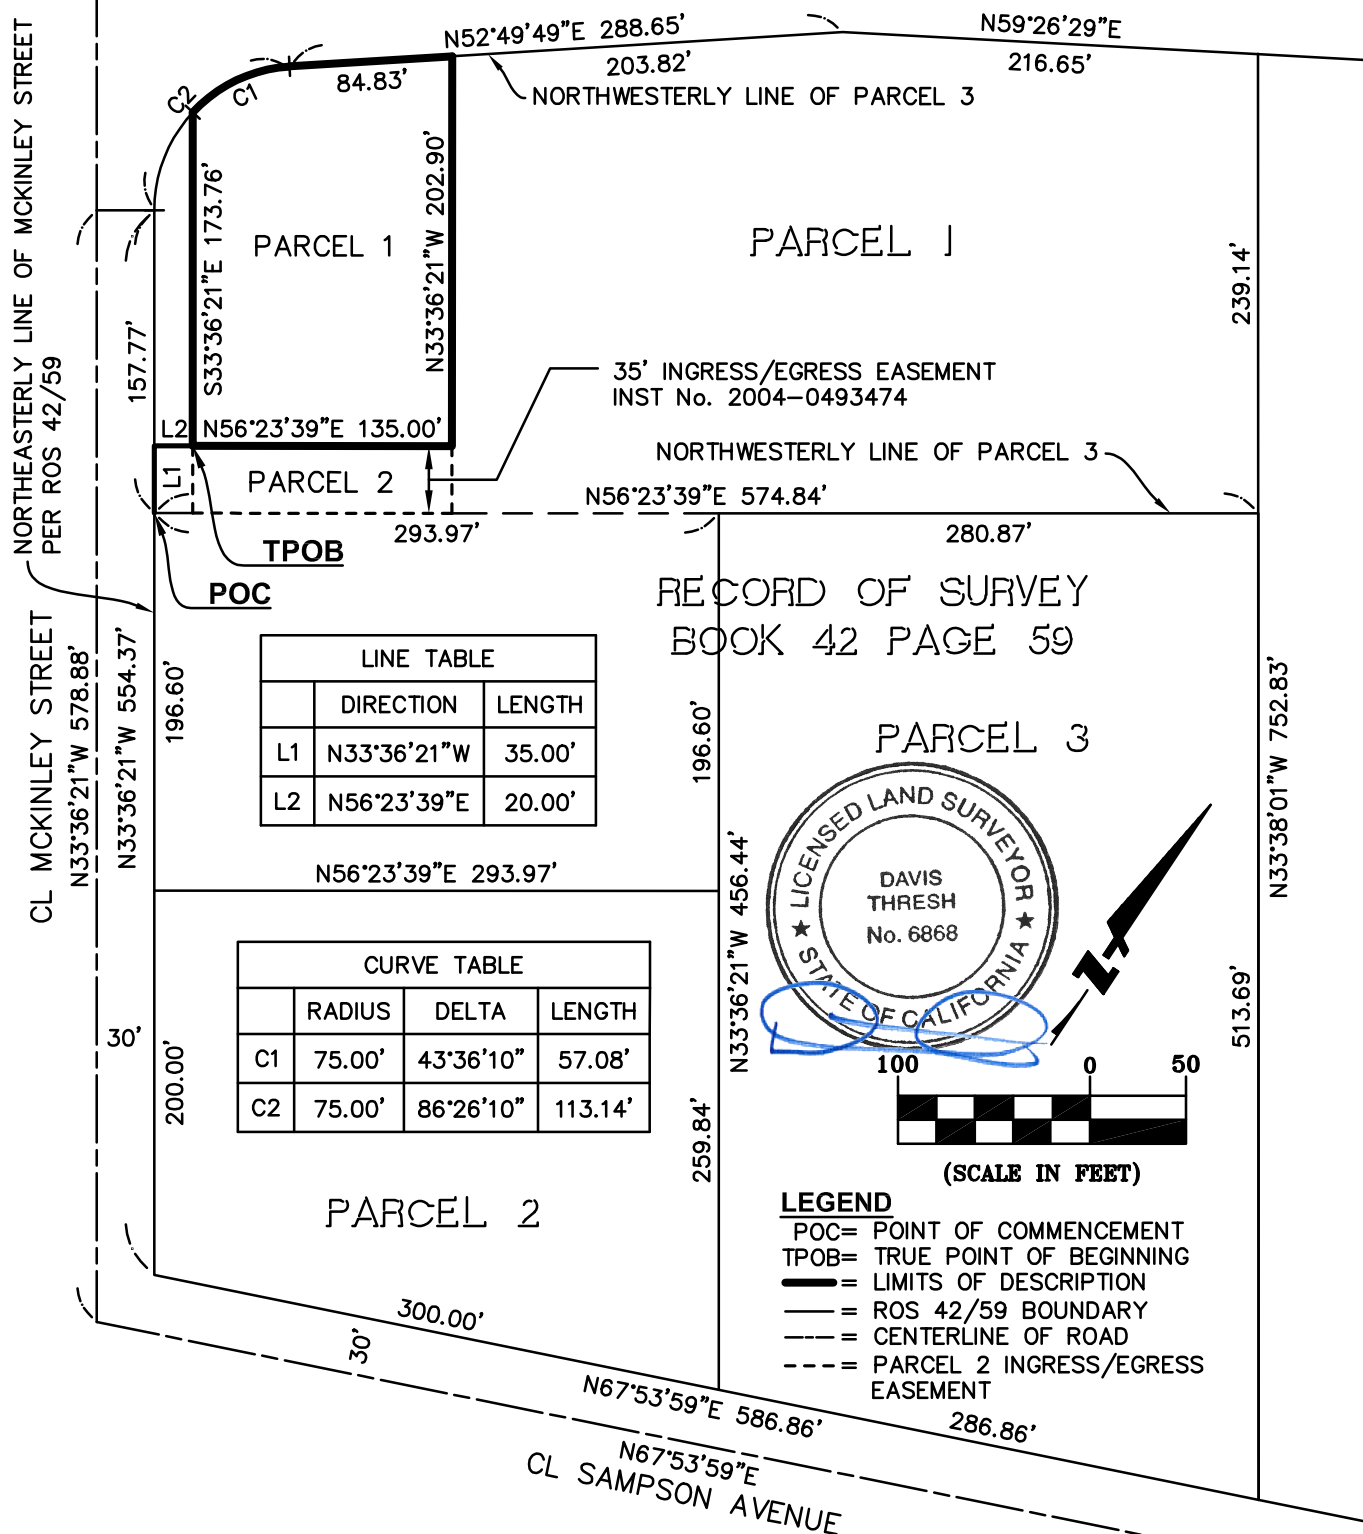 N52°49'49"E 288.65'
N59°26'29"E
84.83'
203.82'
216.65'
NORTHWESTERLY LINE OF PARCEL 3
C2
C1
NORTHEASTERLY LINE OF MCKINLEY STREET
PER ROS 42/59
S33°36'21"E 173.76'
N33°36'21"W 202.90'
PARCEL 1
PARCEL 1
239.14'
157.77'
35' INGRESS/EGRESS EASEMENT
INST No. 2004-0493474
L2
N56°23'39"E 135.00'
NORTHWESTERLY LINE OF PARCEL 3
L1
PARCEL 2
N56°23'39"E 574.84'
293.97'
280.87'
TPOB
POC
RECORD OF SURVEY
BOOK 42 PAGE 59
CL MCKINLEY STREET
N33°36'21"W 578.88'
N33°36'21"W 554.37'
196.60'
LINE TABLE
DIRECTION LENGTH
L1 N33°36'21"W 35.00'
L2 N56°23'39"E 20.00'
196.60'
PARCEL 3
N33°38'01"W 752.83'
LICENSED LAND SURVEYOR
DAVIS
THRESH
No. 6868
STATE OF CALIFORNIA
N
N56°23'39"E 293.97'
N33°36'21"W 456.44'
513.69'
CURVE TABLE
RADIUS DELTA LENGTH
C1 75.00' 43°36'10" 57.08'
C2 75.00' 86°26'10" 113.14'
30'
200.00'
259.84'
100 0 50
(SCALE IN FEET)
PARCEL 2
LEGEND
POC= POINT OF COMMENCEMENT
TPOB= TRUE POINT OF BEGINNING
= LIMITS OF DESCRIPTION
= ROS 42/59 BOUNDARY
= CENTERLINE OF ROAD
= PARCEL 2 INGRESS/EGRESS
EASEMENT
300.00'
30'
N67°53'59"E 586.86'
286.86'
N67°53'59"E
CL SAMPSON AVENUE